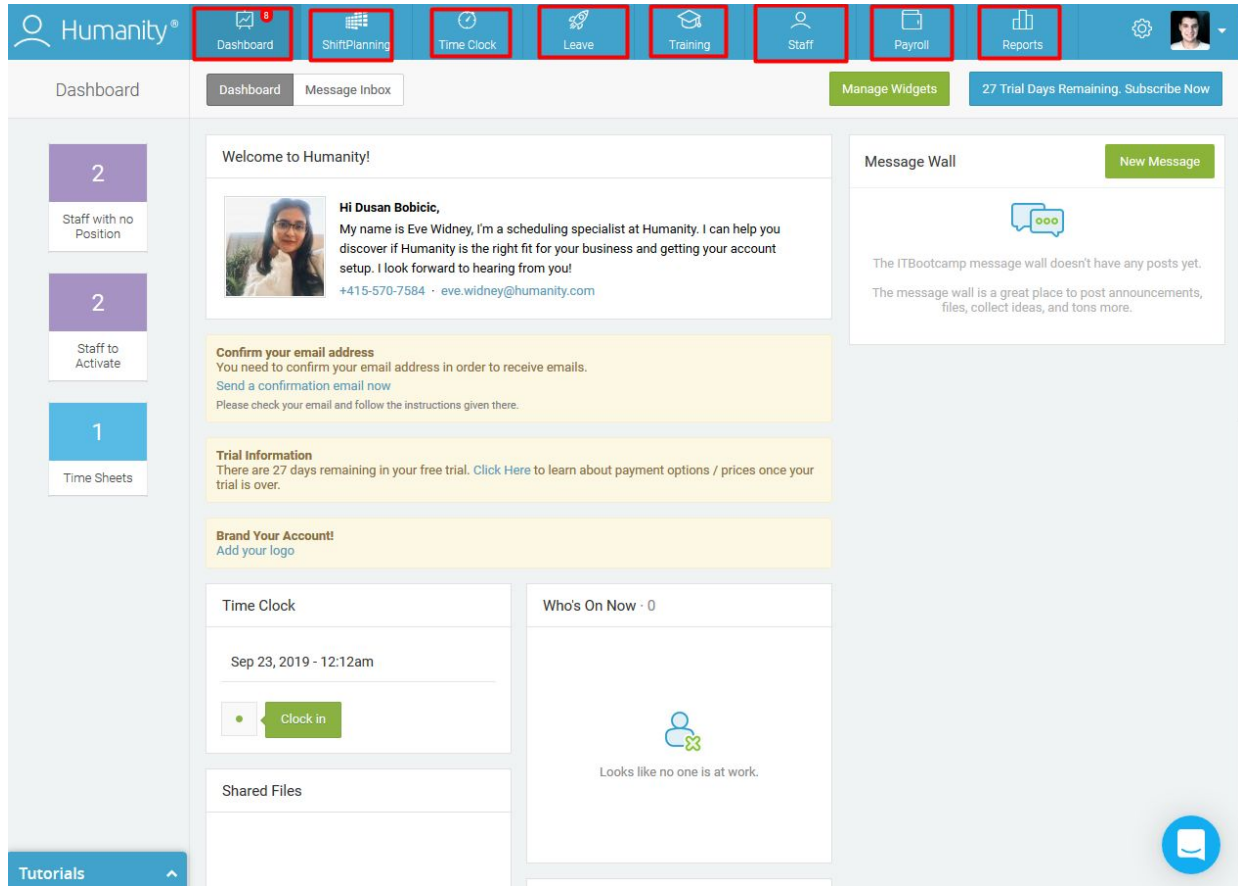 Humanity®
8
Dashboard
ShiftPlanning
Time Clock
Leave
Training
Staff
Payroll
Reports
Dashboard
Dashboard
Message Inbox
Manage Widgets
27 Trial Days Remaining. Subscribe Now
2
Staff with no
Position
2
Staff to
Activate
1
Time Sheets
Welcome to Humanity!
Hi Dusan Bobicic,
My name is Eve Widney, I'm a scheduling specialist at Humanity. I can help you
discover if Humanity is the right fit for your business and getting your account
setup. I look forward to hearing from you!
+415-570-7584 · eve.widney@humanity.com
Confirm your email address
You need to confirm your email address in order to receive emails.
Send a confirmation email now
Please check your email and follow the instructions given there.
Trial Information
There are 27 days remaining in your free trial. Click Here to learn about payment options / prices once your
trial is over.
Brand Your Account!
Add your logo
Time Clock
Sep 23, 2019 - 12:12am
Clock in
Shared Files
Who's On Now · 0
Looks like no one is at work.
Message Wall
New Message
The ITBootcamp message wall doesn't have any posts yet.
The message wall is a great place to post announcements,
files, collect ideas, and tons more.
Tutorials